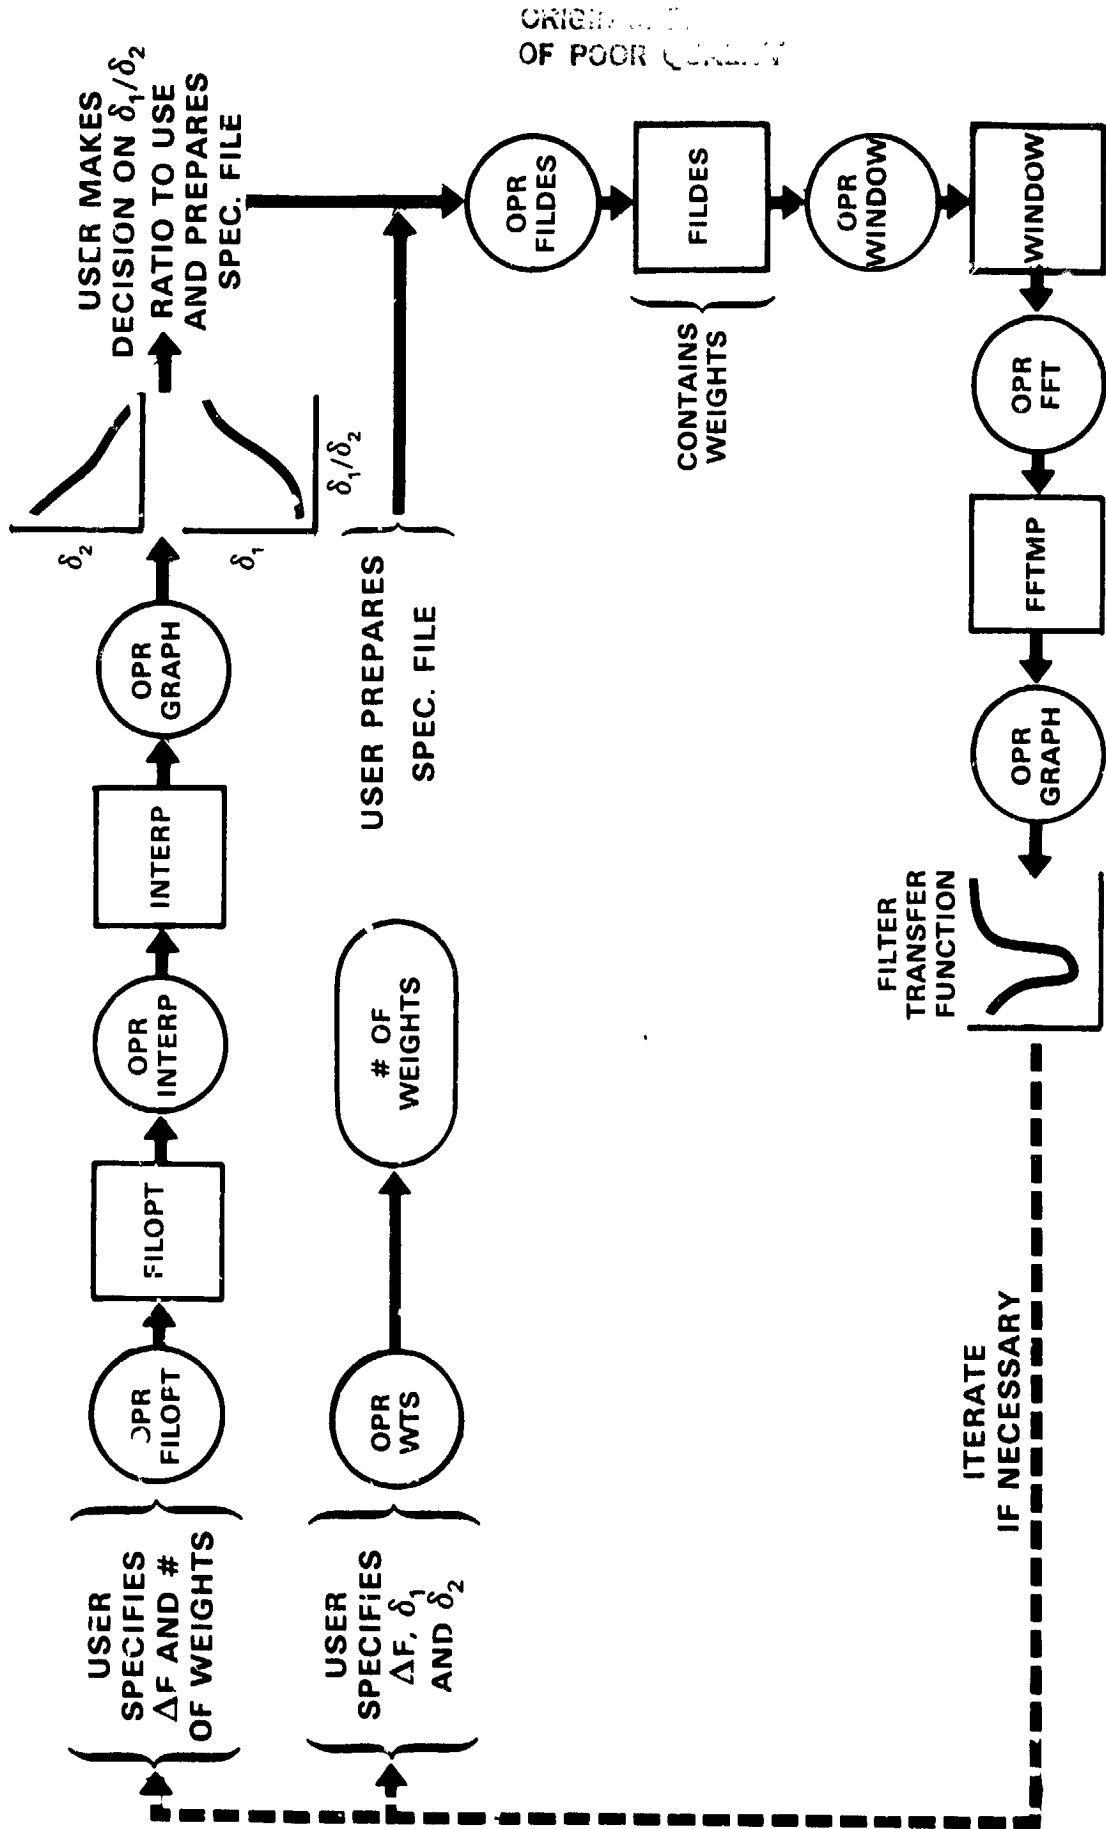 USER
SPECIFIES
ΔF AND #
OF WEIGHTS
OPR
FILOPT
FILOPT
OPR
INTERP
INTERP
OPR
GRAPH
δ2
δ1
δ1/δ2
USER MAKES
DECISION ON δ1/δ2
RATIO TO USE
AND PREPARES
SPEC. FILE
USER
SPECIFIES
ΔF, δ1
AND δ2
OPR
WTS
# OF
WEIGHTS
USER PREPARES
SPEC. FILE
OPR
FILDES
FILDES
CONTAINS
WEIGHTS
OPR
WINDOW
WINDOW
OPR
FFT
FFTMP
OPR
GRAPH
FILTER
TRANSFER
FUNCTION
ITERATE
IF NECESSARY
OF POOR QUALITY